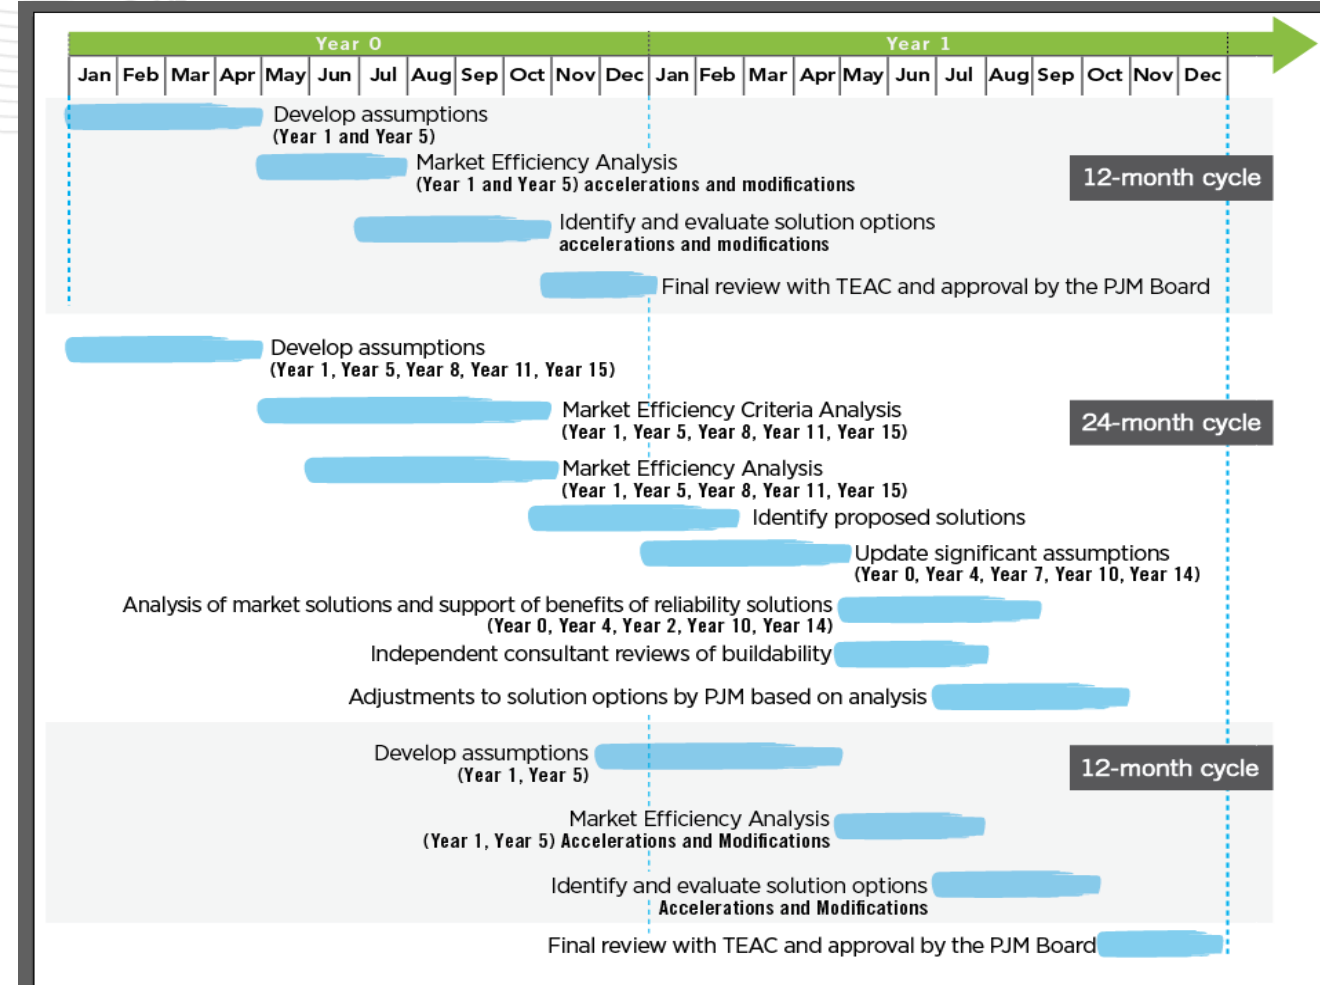 Year 0 Year 1
Jan Feb Mar Apr May Jun Jul Aug Sep Oct Nov Dec Jan Feb Mar Apr May Jun Jul Aug Sep Oct Nov Dec
Develop assumptions
(Year 1 and Year 5)
Market Efficiency Analysis
(Year 1 and Year 5) accelerations and modifications
12-month cycle
Identify and evaluate solution options
accelerations and modifications
Final review with TEAC and approval by the PJM Board
Develop assumptions
(Year 1, Year 5, Year 8, Year 11, Year 15)
Market Efficiency Criteria Analysis
(Year 1, Year 5, Year 8, Year 11, Year 15)
24-month cycle
Market Efficiency Analysis
(Year 1, Year 5, Year 8, Year 11, Year 15)
Identify proposed solutions
Update significant assumptions
(Year 0, Year 4, Year 7, Year 10, Year 14)
Analysis of market solutions and support of benefits of reliability solutions
(Year 0, Year 4, Year 2, Year 10, Year 14)
Independent consultant reviews of buildability
Adjustments to solution options by PJM based on analysis
Develop assumptions
(Year 1, Year 5)
12-month cycle
Market Efficiency Analysis
(Year 1, Year 5) Accelerations and Modifications
Identify and evaluate solution options
Accelerations and Modifications
Final review with TEAC and approval by the PJM Board